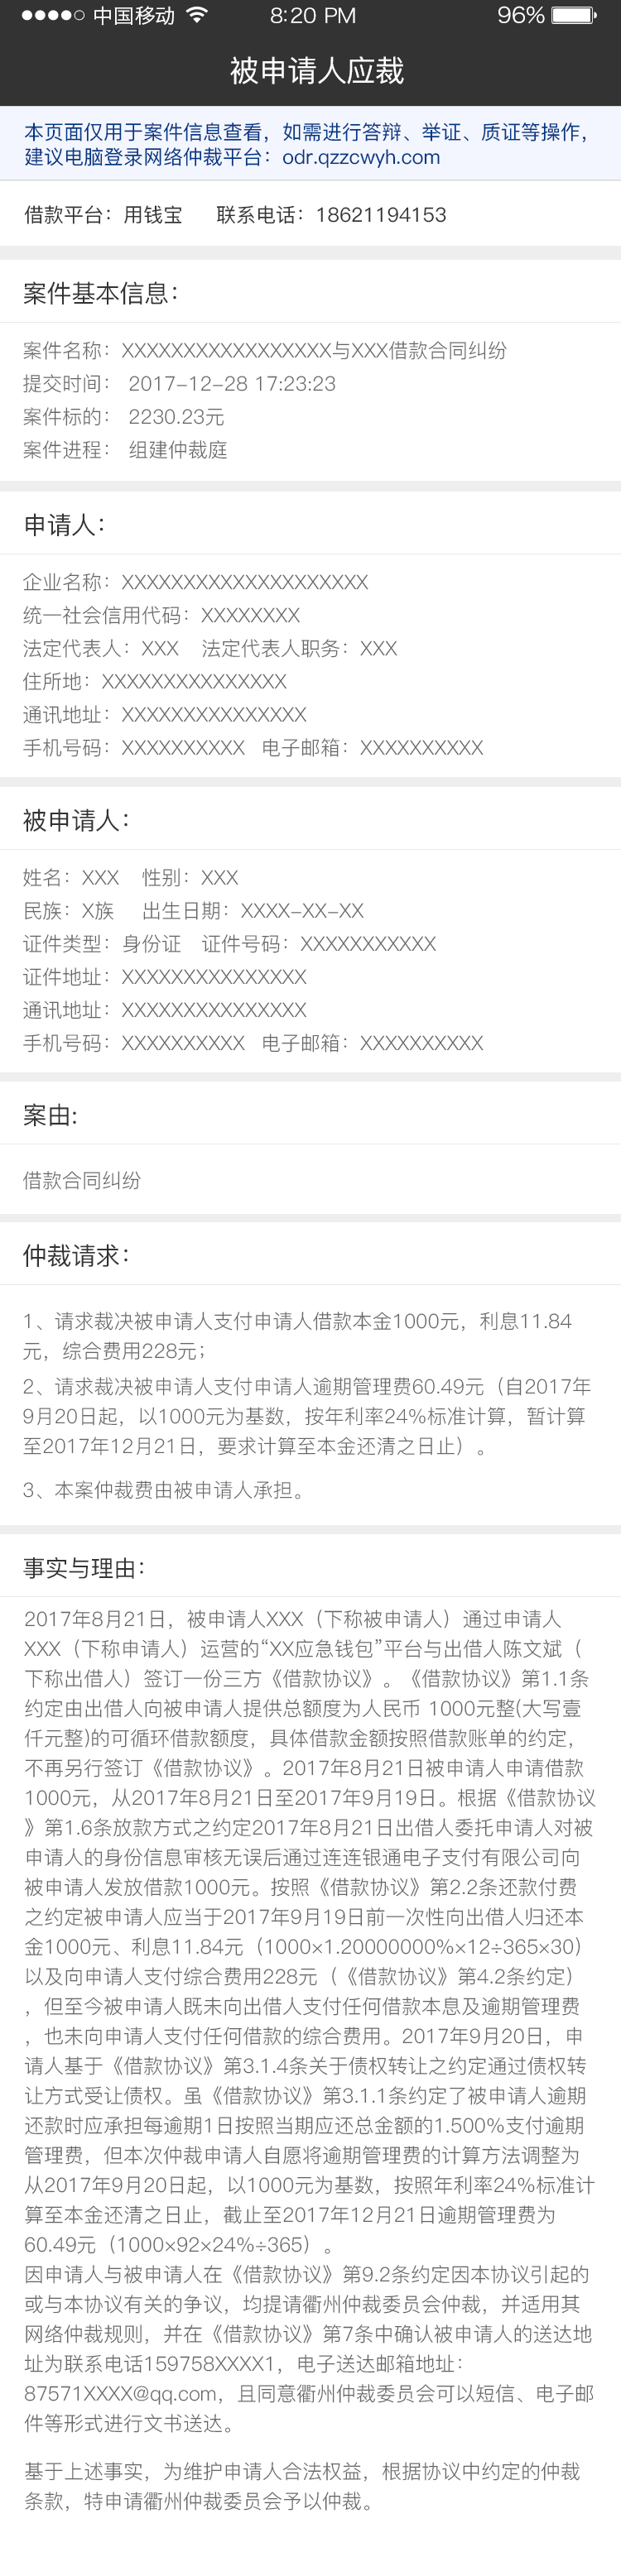 中国移动 8:20 PM 96%
被申请人应裁
本页面仅用于案件信息查看，如需进行答辩、举证、质证等操作，
建议电脑登录网络仲裁平台：odr.qzzcwyh.com
借款平台：用钱宝 联系电话：18621194153
案件基本信息：
案件名称：XXXXXXXXXXXXXXXXX与XXX借款合同纠纷
提交时间： 2017-12-28 17:23:23
案件标的： 2230.23元
案件进程： 组建仲裁庭
申请人：
企业名称：XXXXXXXXXXXXXXXXXXXX
统一社会信用代码：XXXXXXXX
法定代表人：XXX 法定代表人职务：XXX
住所地：XXXXXXXXXXXXXXX
通讯地址：XXXXXXXXXXXXXXX
手机号码：XXXXXXXXXX 电子邮箱：XXXXXXXXXX
被申请人：
姓名：XXX 性别：XXX
民族：X族 出生日期：XXXX-XX-XX
证件类型：身份证 证件号码：XXXXXXXXXXX
证件地址：XXXXXXXXXXXXXXX
通讯地址：XXXXXXXXXXXXXXX
手机号码：XXXXXXXXXX 电子邮箱：XXXXXXXXXX
案由:
借款合同纠纷
仲裁请求：
1、请求裁决被申请人支付申请人借款本金1000元，利息11.84
元，综合费用228元；
2、请求裁决被申请人支付申请人逾期管理费60.49元（自2017年
9月20日起，以1000元为基数，按年利率24%标准计算，暂计算
至2017年12月21日，要求计算至本金还清之日止）。
3、本案仲裁费由被申请人承担。
事实与理由：
2017年8月21日，被申请人XXX（下称被申请人）通过申请人
XXX（下称申请人）运营的“XX应急钱包”平台与出借人陈文斌（
下称出借人）签订一份三方《借款协议》。《借款协议》第1.1条
约定由出借人向被申请人提供总额度为人民币 1000元整(大写壹
仟元整)的可循环借款额度，具体借款金额按照借款账单的约定，
不再另行签订《借款协议》。2017年8月21日被申请人申请借款
1000元，从2017年8月21日至2017年9月19日。根据《借款协议
》第1.6条放款方式之约定2017年8月21日出借人委托申请人对被
申请人的身份信息审核无误后通过连连银通电子支付有限公司向
被申请人发放借款1000元。按照《借款协议》第2.2条还款付费
之约定被申请人应当于2017年9月19日前一次性向出借人归还本
金1000元、利息11.84元（1000×1.20000000%×12÷365×30）
以及向申请人支付综合费用228元（《借款协议》第4.2条约定）
，但至今被申请人既未向出借人支付任何借款本息及逾期管理费
，也未向申请人支付任何借款的综合费用。2017年9月20日，申
请人基于《借款协议》第3.1.4条关于债权转让之约定通过债权转
让方式受让债权。虽《借款协议》第3.1.1条约定了被申请人逾期
还款时应承担每逾期1日按照当期应还总金额的1.500%支付逾期
管理费，但本次仲裁申请人自愿将逾期管理费的计算方法调整为
从2017年9月20日起，以1000元为基数，按照年利率24%标准计
算至本金还清之日止，截止至2017年12月21日逾期管理费为
60.49元（1000×92×24%÷365）。
因申请人与被申请人在《借款协议》第9.2条约定因本协议引起的
或与本协议有关的争议，均提请衢州仲裁委员会仲裁，并适用其
网络仲裁规则，并在《借款协议》第7条中确认被申请人的送达地
址为联系电话159758XXXX1，电子送达邮箱地址：
87571XXXX@qq.com，且同意衢州仲裁委员会可以短信、电子邮
件等形式进行文书送达。
基于上述事实，为维护申请人合法权益，根据协议中约定的仲裁
条款，特申请衢州仲裁委员会予以仲裁。